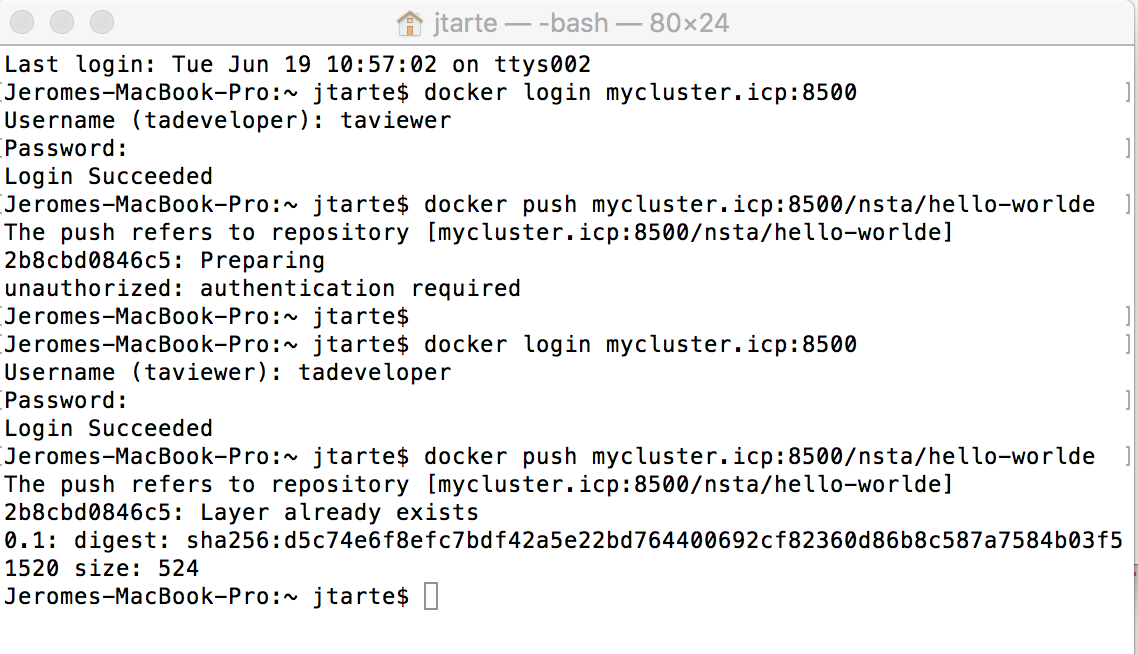 jtarte — -bash — 80×24
Last login: Tue Jun 19 10:57:02 on ttys002
[Jeromes-MacBook-Pro:~ jtarte$ docker login mycluster.icp:8500 ]
Username (tadeveloper): taviewer
[Password: ]
Login Succeeded
[Jeromes-MacBook-Pro:~ jtarte$ docker push mycluster.icp:8500/nsta/hello-worlde ]
The push refers to repository [mycluster.icp:8500/nsta/hello-worlde]
2b8cbd0846c5: Preparing
unauthorized: authentication required
[Jeromes-MacBook-Pro:~ jtarte$ ]
[Jeromes-MacBook-Pro:~ jtarte$ docker login mycluster.icp:8500 ]
Username (taviewer): tadeveloper
[Password: ]
Login Succeeded
[Jeromes-MacBook-Pro:~ jtarte$ docker push mycluster.icp:8500/nsta/hello-worlde ]
The push refers to repository [mycluster.icp:8500/nsta/hello-worlde]
2b8cbd0846c5: Layer already exists
0.1: digest: sha256:d5c74e6f8efc7bdf42a5e22bd764400692cf82360d86b8c587a7584b03f5
1520 size: 524
Jeromes-MacBook-Pro:~ jtarte$